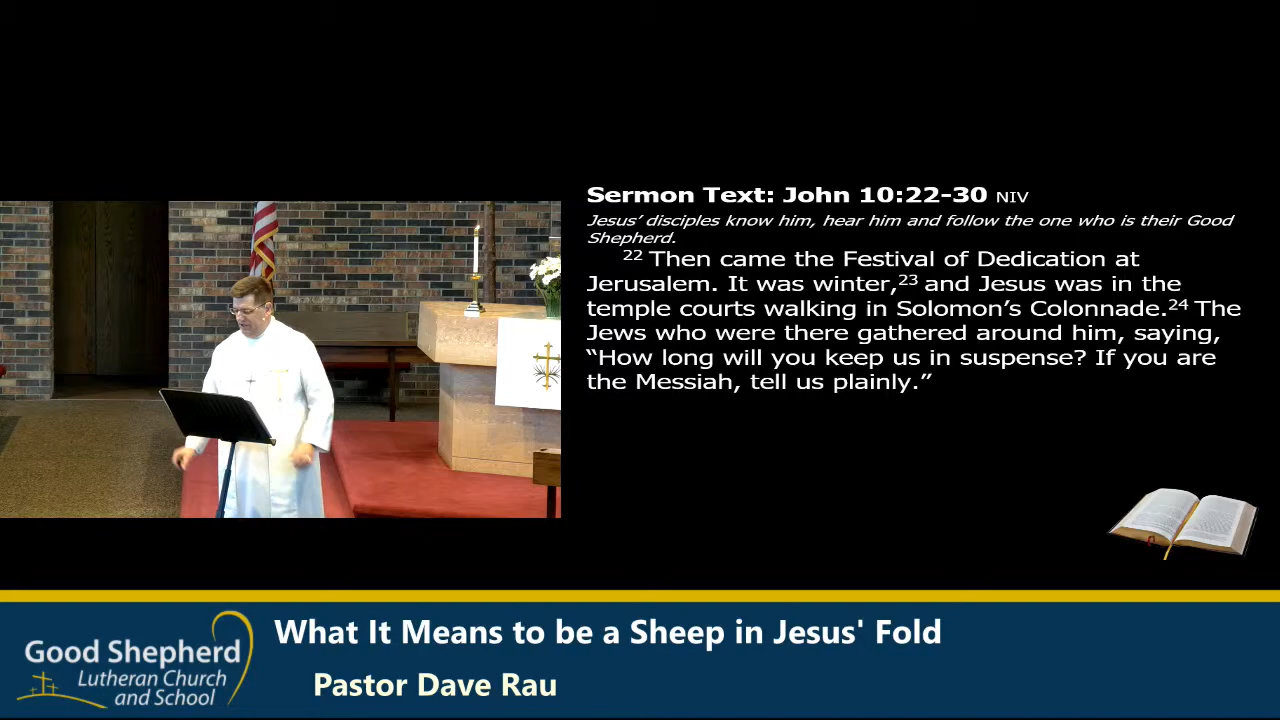 Sermon Text: John 10:22-30 NIV
Jesus’ disciples know him, hear him and follow the one who is their Good
Shepherd.
22 Then came the Festival of Dedication at
Jerusalem. It was winter,23 and Jesus was in the
temple courts walking in Solomon’s Colonnade.24 The
Jews who were there gathered around him, saying,
“How long will you keep us in suspense? If you are
the Messiah, tell us plainly.”
What It Means to be a Sheep in Jesus' Fold
Pastor Dave Rau
Good Shepherd
Lutheran Church
and School